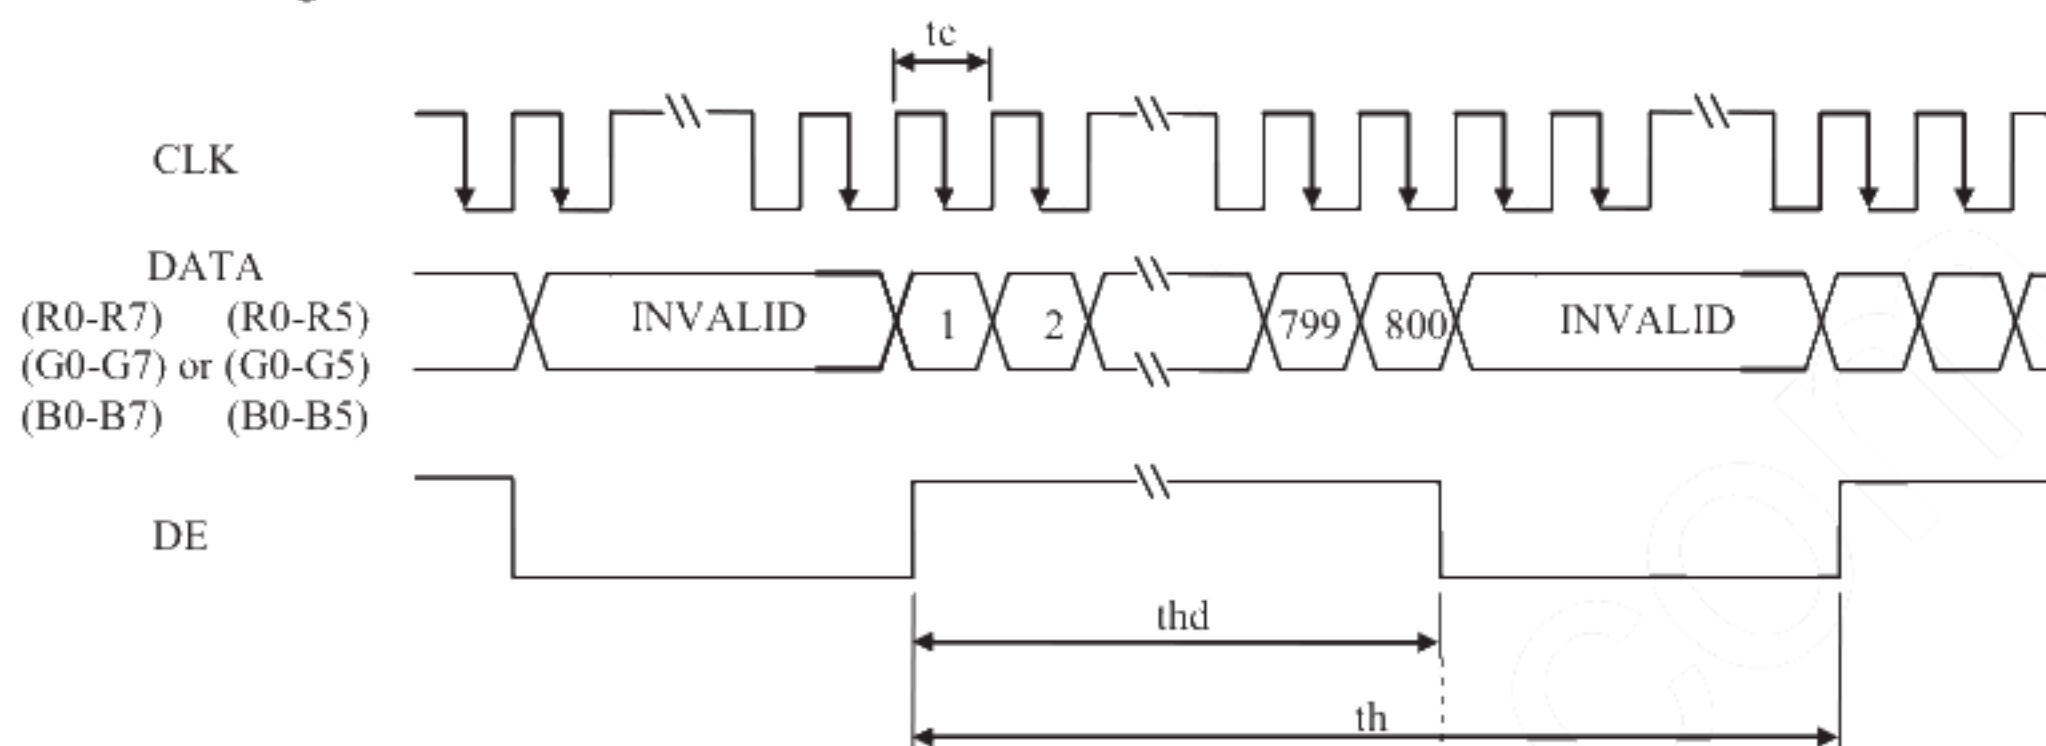 tc
CLK
DATA
(R0-R7) (R0-R5)
(G0-G7) or (G0-G5)
(B0-B7) (B0-B5)
INVALID 1 2 799 800 INVALID
DE
thd
th